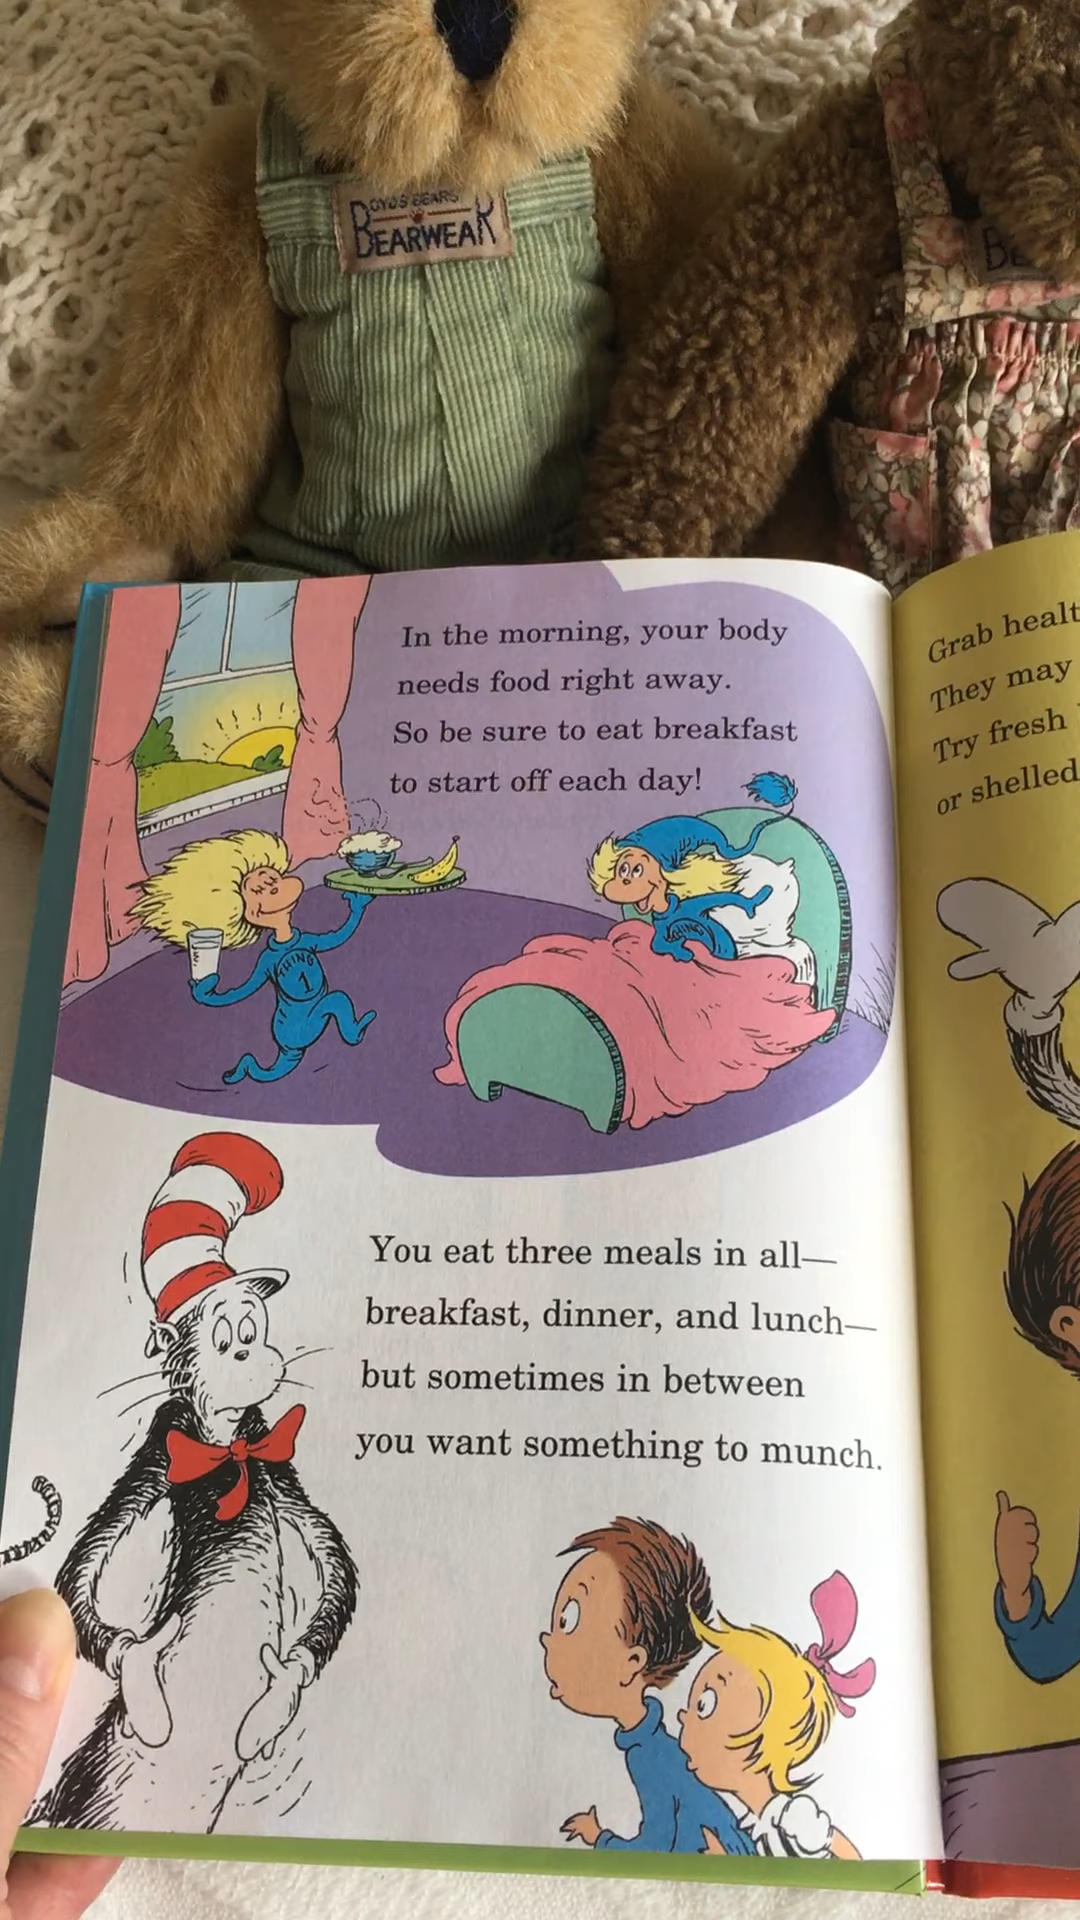 BOYDS BEARS
BEARWEAR
In the morning, your body
needs food right away.
So be sure to eat breakfast
to start off each day!
THING
1
THING
You eat three meals in all—
breakfast, dinner, and lunch—
but sometimes in between
you want something to munch.
Grab
They may
Try fresh
or shelled